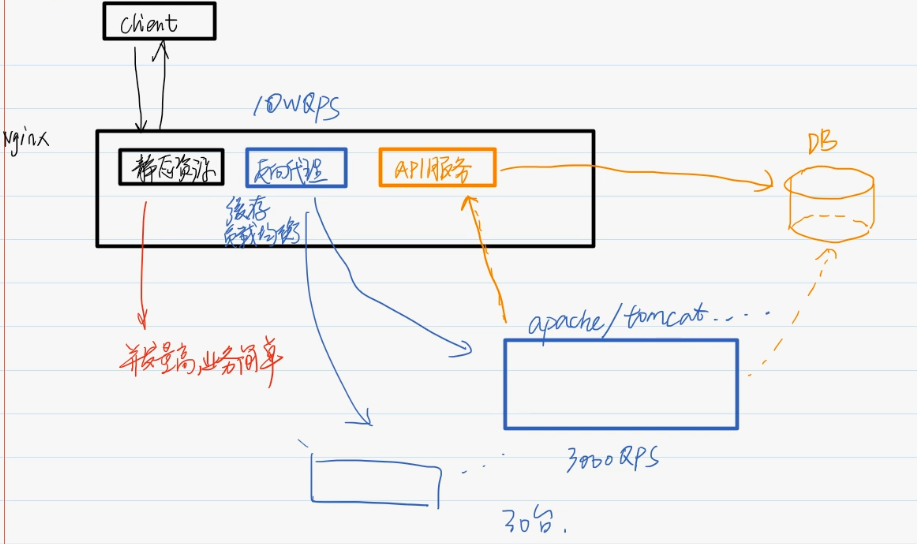 client
10WQPS
Nginx
静态资源
反向代理
API服务
DB
缓存
负载均衡
apache/tomcat.....
并发量高,业务简单
3000QPS
30台.